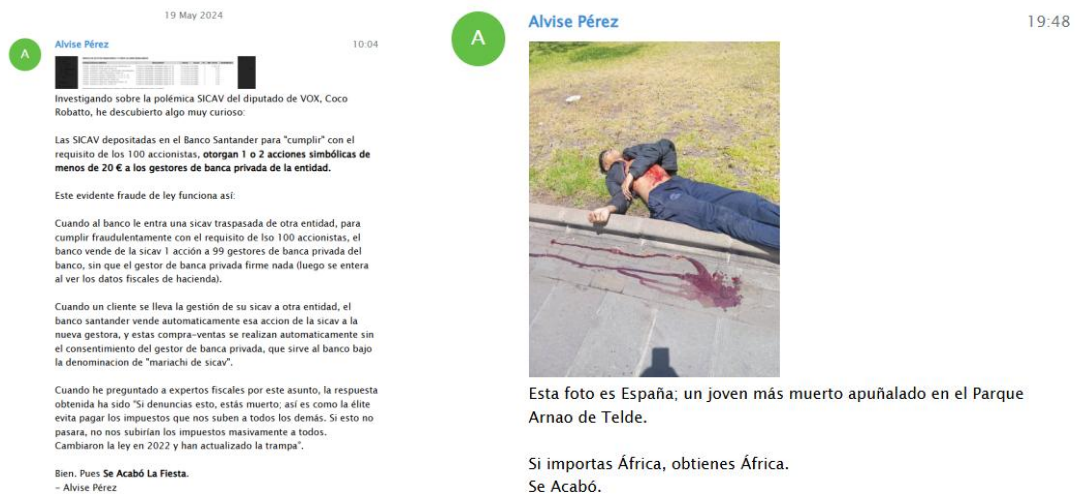 19 May 2024
A
Alvise Pérez
10:04
Investigando sobre la polémica SICAV del diputado de VOX, Coco
Robatto, he descubierto algo muy curioso:
Las SICAV depositadas en el Banco Santander para "cumplir" con el
requisito de los 100 accionistas, otorgan 1 o 2 acciones simbólicas de
menos de 20 € a los gestores de banca privada de la entidad.
Este evidente fraude de ley funciona así:
Cuando al banco le entra una sicav traspasada de otra entidad, para
cumplir fraudulentamente con el requisito de lso 100 accionistas, el
banco vende de la sicav 1 acción a 99 gestores de banca privada del
banco, sin que el gestor de banca privada firme nada (luego se entera
al ver los datos fiscales de hacienda).
Cuando un cliente se lleva la gestión de su sicav a otra entidad, el
banco santander vende automaticamente esa accion de la sicav a la
nueva gestora, y estas compra-ventas se realizan automaticamente sin
el consentimiento del gestor de banca privada, que sirve al banco bajo
la denominacion de "mariachi de sicav".
Cuando he preguntado a expertos fiscales por este asunto, la respuesta
obtenida ha sido "Si denuncias esto, estás muerto; así es como la élite
evita pagar los impuestos que nos suben a todos los demás. Si esto no
pasara, no nos subirían los impuestos masivamente a todos.
Cambiaron la ley en 2022 y han actualizado la trampa".
Bien. Pues Se Acabó La Fiesta.
– Alvise Pérez
A
Alvise Pérez
19:48
Esta foto es España; un joven más muerto apuñalado en el Parque
Arnao de Telde.
Si importas África, obtienes África.
Se Acabó.